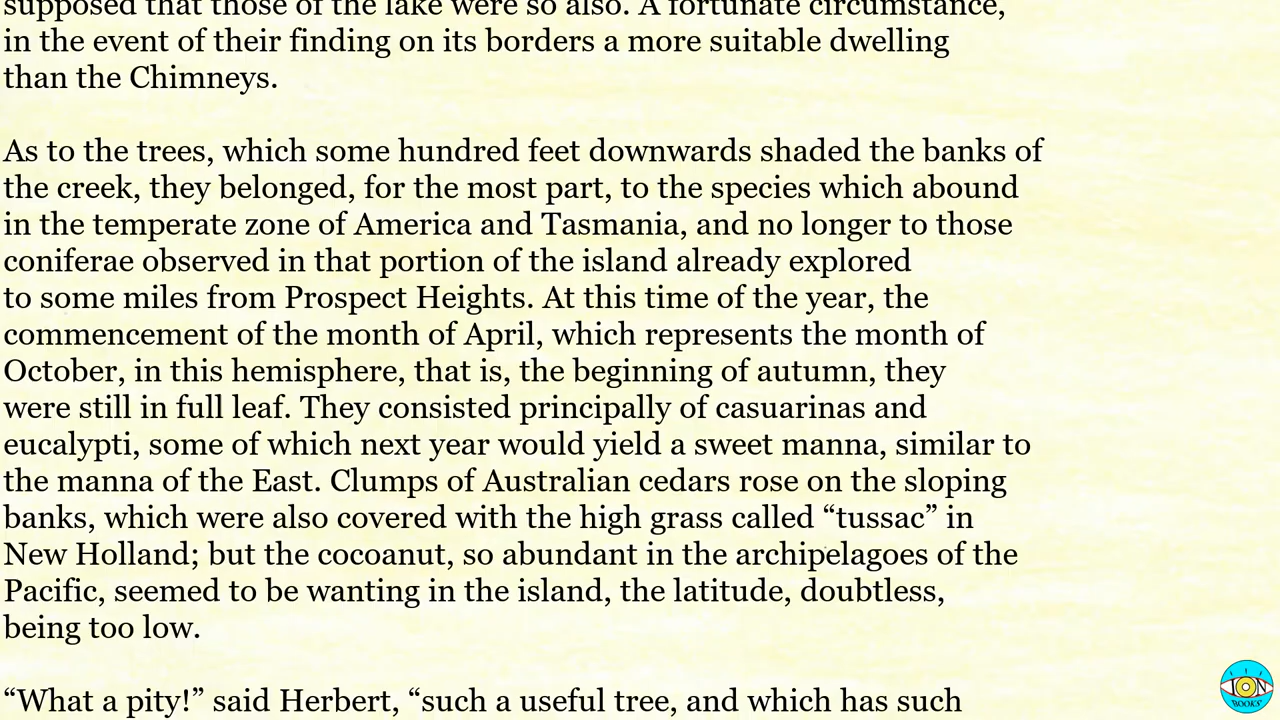 supposed that those of the lake were so also. A fortunate circumstance,
in the event of their finding on its borders a more suitable dwelling
than the Chimneys.
As to the trees, which some hundred feet downwards shaded the banks of
the creek, they belonged, for the most part, to the species which abound
in the temperate zone of America and Tasmania, and no longer to those
coniferae observed in that portion of the island already explored
to some miles from Prospect Heights. At this time of the year, the
commencement of the month of April, which represents the month of
October, in this hemisphere, that is, the beginning of autumn, they
were still in full leaf. They consisted principally of casuarinas and
eucalypti, some of which next year would yield a sweet manna, similar to
the manna of the East. Clumps of Australian cedars rose on the sloping
banks, which were also covered with the high grass called “tussac” in
New Holland; but the cocoanut, so abundant in the archipelagoes of the
Pacific, seemed to be wanting in the island, the latitude, doubtless,
being too low.
“What a pity!” said Herbert, “such a useful tree, and which has such
ION
BOOKS